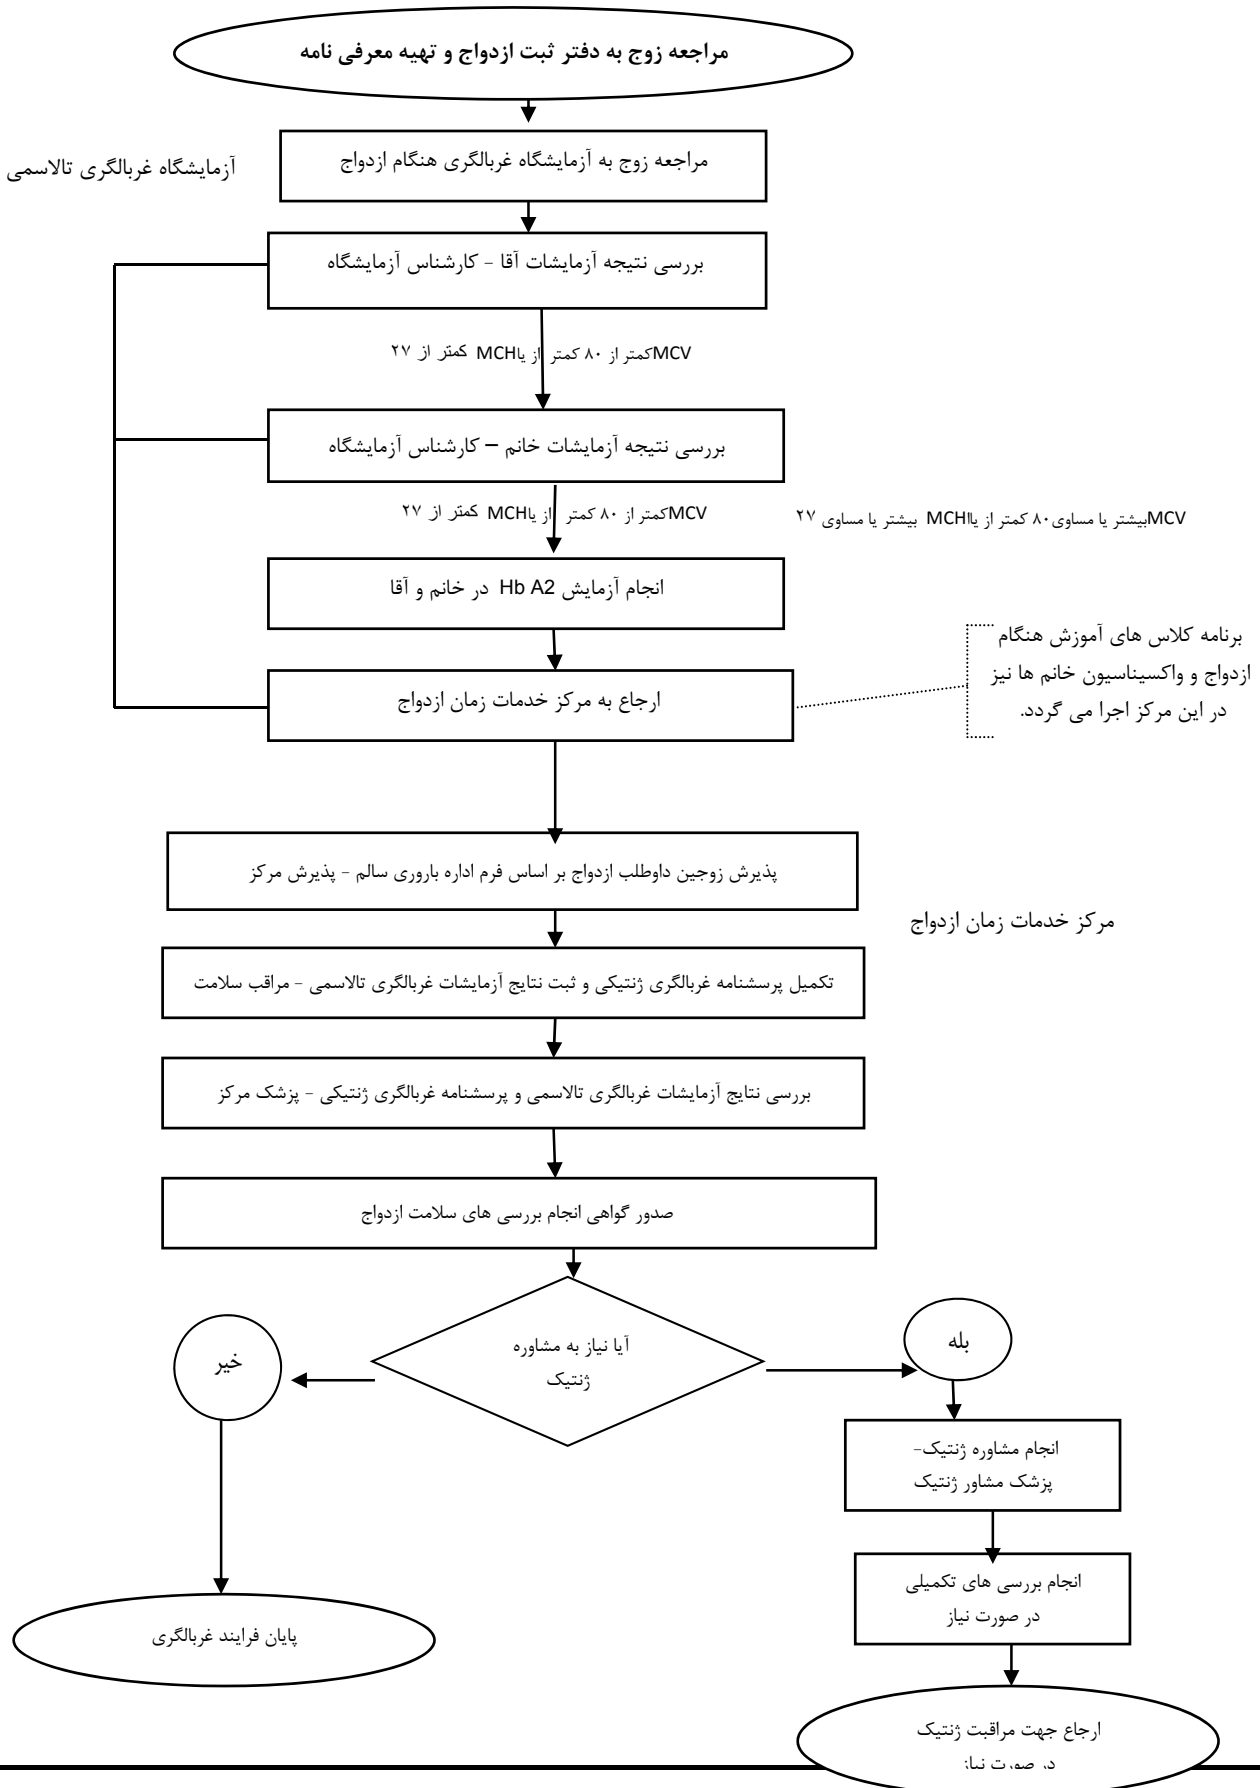 مراجعه زوج به دفتر ثبت ازدواج و تهیه معرفی نامه
مراجعه زوج به آزمایشگاه غربالگری هنگام ازدواج
آزمایشگاه غربالگری تالاسمی
بررسی نتیجه آزمایشات آقا - کارشناس آزمایشگاه
MCVکمتر از ۸۰ کمتر از یاMCH کمتر از ۲۷
بررسی نتیجه آزمایشات خانم – کارشناس آزمایشگاه
MCVکمتر از ۸۰ کمتر از یاMCH کمتر از ۲۷
MCVبیشتر یا مساوی۸۰ کمتر از یاMCH بیشتر یا مساوی ۲۷
انجام آزمایش Hb A2 در خانم و آقا
برنامه کلاس های آموزش هنگام
ازدواج و واکسیناسیون خانم ها نیز
در این مرکز اجرا می گردد.
ارجاع به مرکز خدمات زمان ازدواج
پذیرش زوجین داوطلب ازدواج بر اساس فرم اداره باروری سالم - پذیرش مرکز
مرکز خدمات زمان ازدواج
تکمیل پرسشنامه غربالگری ژنتیکی و ثبت نتایج آزمایشات غربالگری تالاسمی - مراقب سلامت
بررسی نتایج آزمایشات غربالگری تالاسمی و پرسشنامه غربالگری ژنتیکی - پزشک مرکز
صدور گواهی انجام بررسی های سلامت ازدواج
آیا نیاز به مشاوره
ژنتیک
بله
خیر
انجام مشاوره ژنتیک-
پزشک مشاور ژنتیک
انجام بررسی های تکمیلی
در صورت نیاز
پایان فرایند غربالگری
ارجاع جهت مراقبت ژنتیک
در صورت نیاز